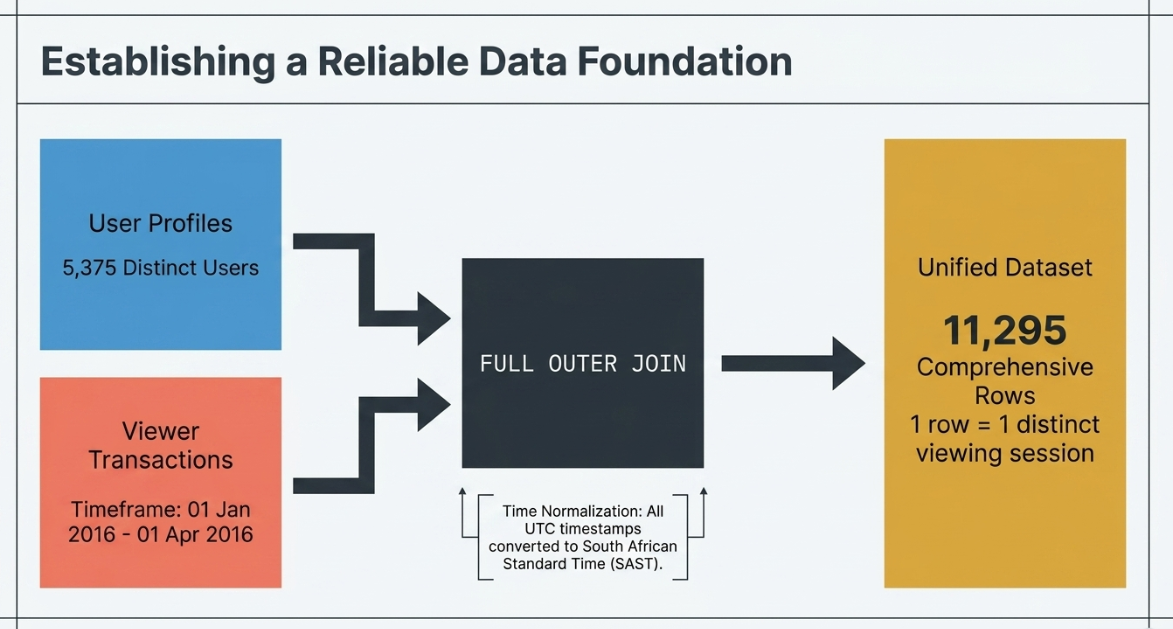 Establishing a Reliable Data Foundation
User Profiles
5,375 Distinct Users
Viewer
Transactions
Timeframe: 01 Jan
2016 - 01 Apr 2016
FULL OUTER JOIN
Time Normalization: All
UTC timestamps
converted to South African
Standard Time (SAST).
Unified Dataset
11,295
Comprehensive
Rows
1 row = 1 distinct
viewing session